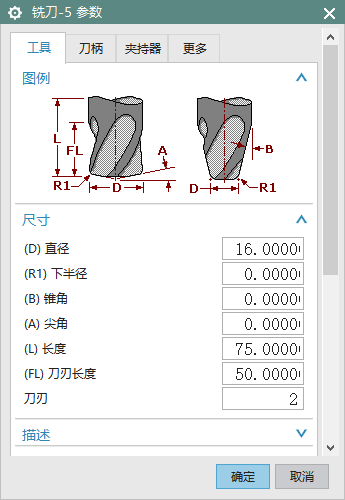 铣刀-5 参数
工具 刀柄 夹持器 更多
图例
L FL R1 D A
B D R1
尺寸
(D) 直径 16.0000
(R1) 下半径 0.0000
(B) 锥角 0.0000
(A) 尖角 0.0000
(L) 长度 75.0000
(FL) 刀刃长度 50.0000
刀刃 2
描述
确定 取消